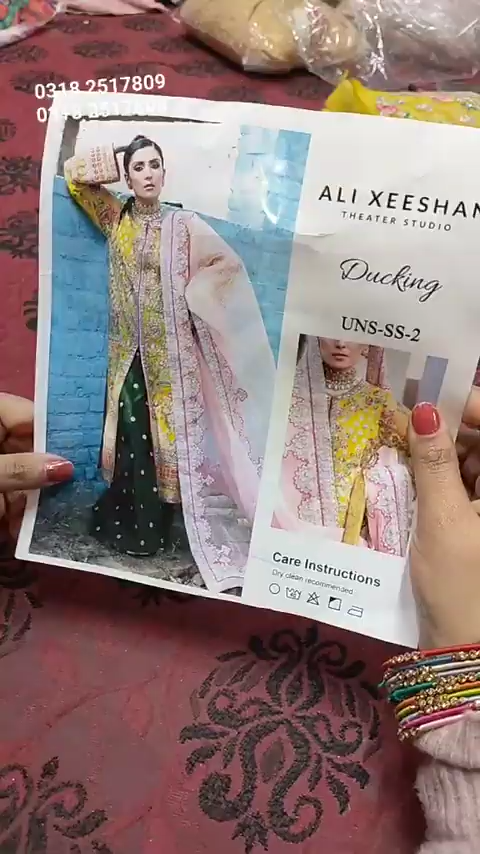 0318 2517809
ALI XEESHAN
THEATER STUDIO
Ducking
UNS-SS-2
Care Instructions
Dry clean recommended